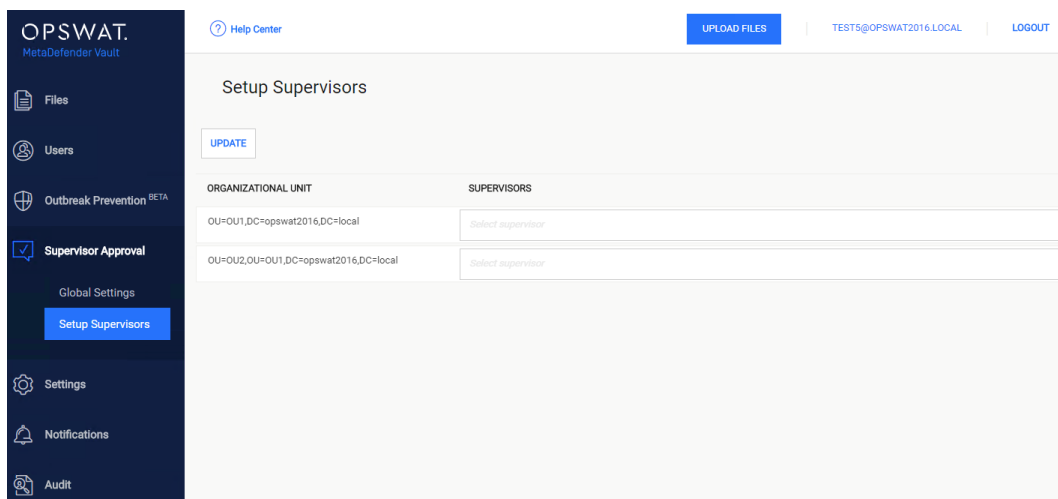 OPSWAT.
MetaDefender Vault
Files
Users
Outbreak Prevention BETA
Supervisor Approval
Global Settings
Setup Supervisors
Settings
Notifications
Audit
? Help Center
UPLOAD FILES
TEST5@OPSWAT2016.LOCAL
LOGOUT
Setup Supervisors
UPDATE
ORGANIZATIONAL UNIT SUPERVISORS
OU=OU1,DC=opswat2016,DC=local Select supervisor
OU=OU2,OU=OU1,DC=opswat2016,DC=local Select supervisor